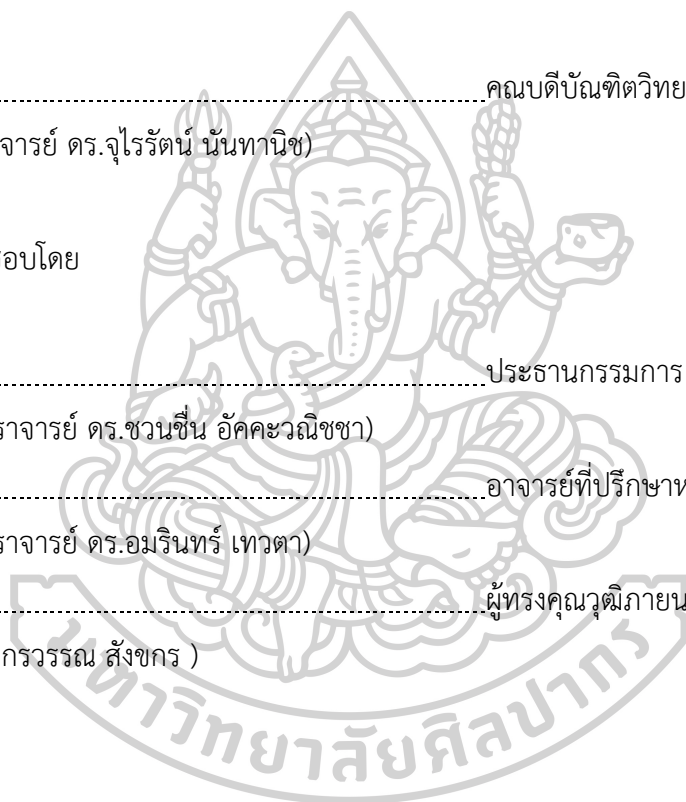 คณบดีบัณฑิตวิทย
จารย์ ดร.จุไรรัตน์ นันทานิช)
สอบโดย
ประธานกรรมการ
ราจารย์ ดร.ชวนชื่น อัคคะวณิชชา)
อาจารย์ที่ปรึกษาห
ราจารย์ ดร.อมรินทร์ เทวตา)
ผู้ทรงคุณวุฒิภายน
กรวรรณ สังขกร )
มหาวิทยาลัยศิลปากร